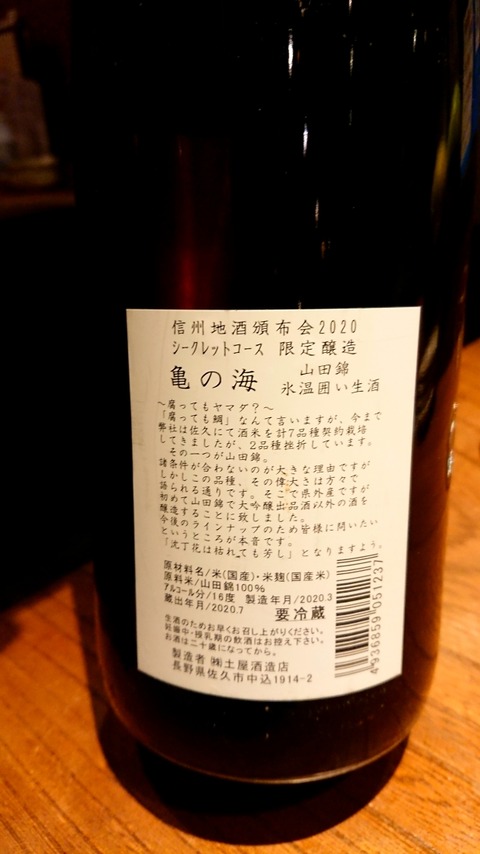 信州地酒頒布会2020
シークレットコース 限定醸造
亀の海 山田錦
氷温囲い生酒
～腐ってもヤマダ？～
「腐っても鯛」なんて言いますが、今まで
弊社は佐久にて酒米を計7品種契約栽培
してきましたが、2品種挫折しています。
その一つが山田錦。
諸条件が合わないのが大きな理由ですが
しかしこの品種、その偉大さは方々で
語られる通りです。そこで県外産ですが
初めて山田錦で大吟醸出品酒以外の酒を
醸造することに致しました。
今後のラインナップのため皆様に問いたい
というところが本音です。
「沈丁花は枯れても芳し」となりますよう。
原材料名/米(国産)・米麹(国産米)
原料米/山田錦100%
アルコール分/16度 製造年月/2020.3
蔵出年月/2020.7 要冷蔵
生酒のためお早くお召し上がりください。
妊娠中・授乳期の飲酒はお控え下さい。
お酒は二十歳になってから。
製造者 ㈱土屋酒造店
長野県佐久市中込1914-2
4936859051237